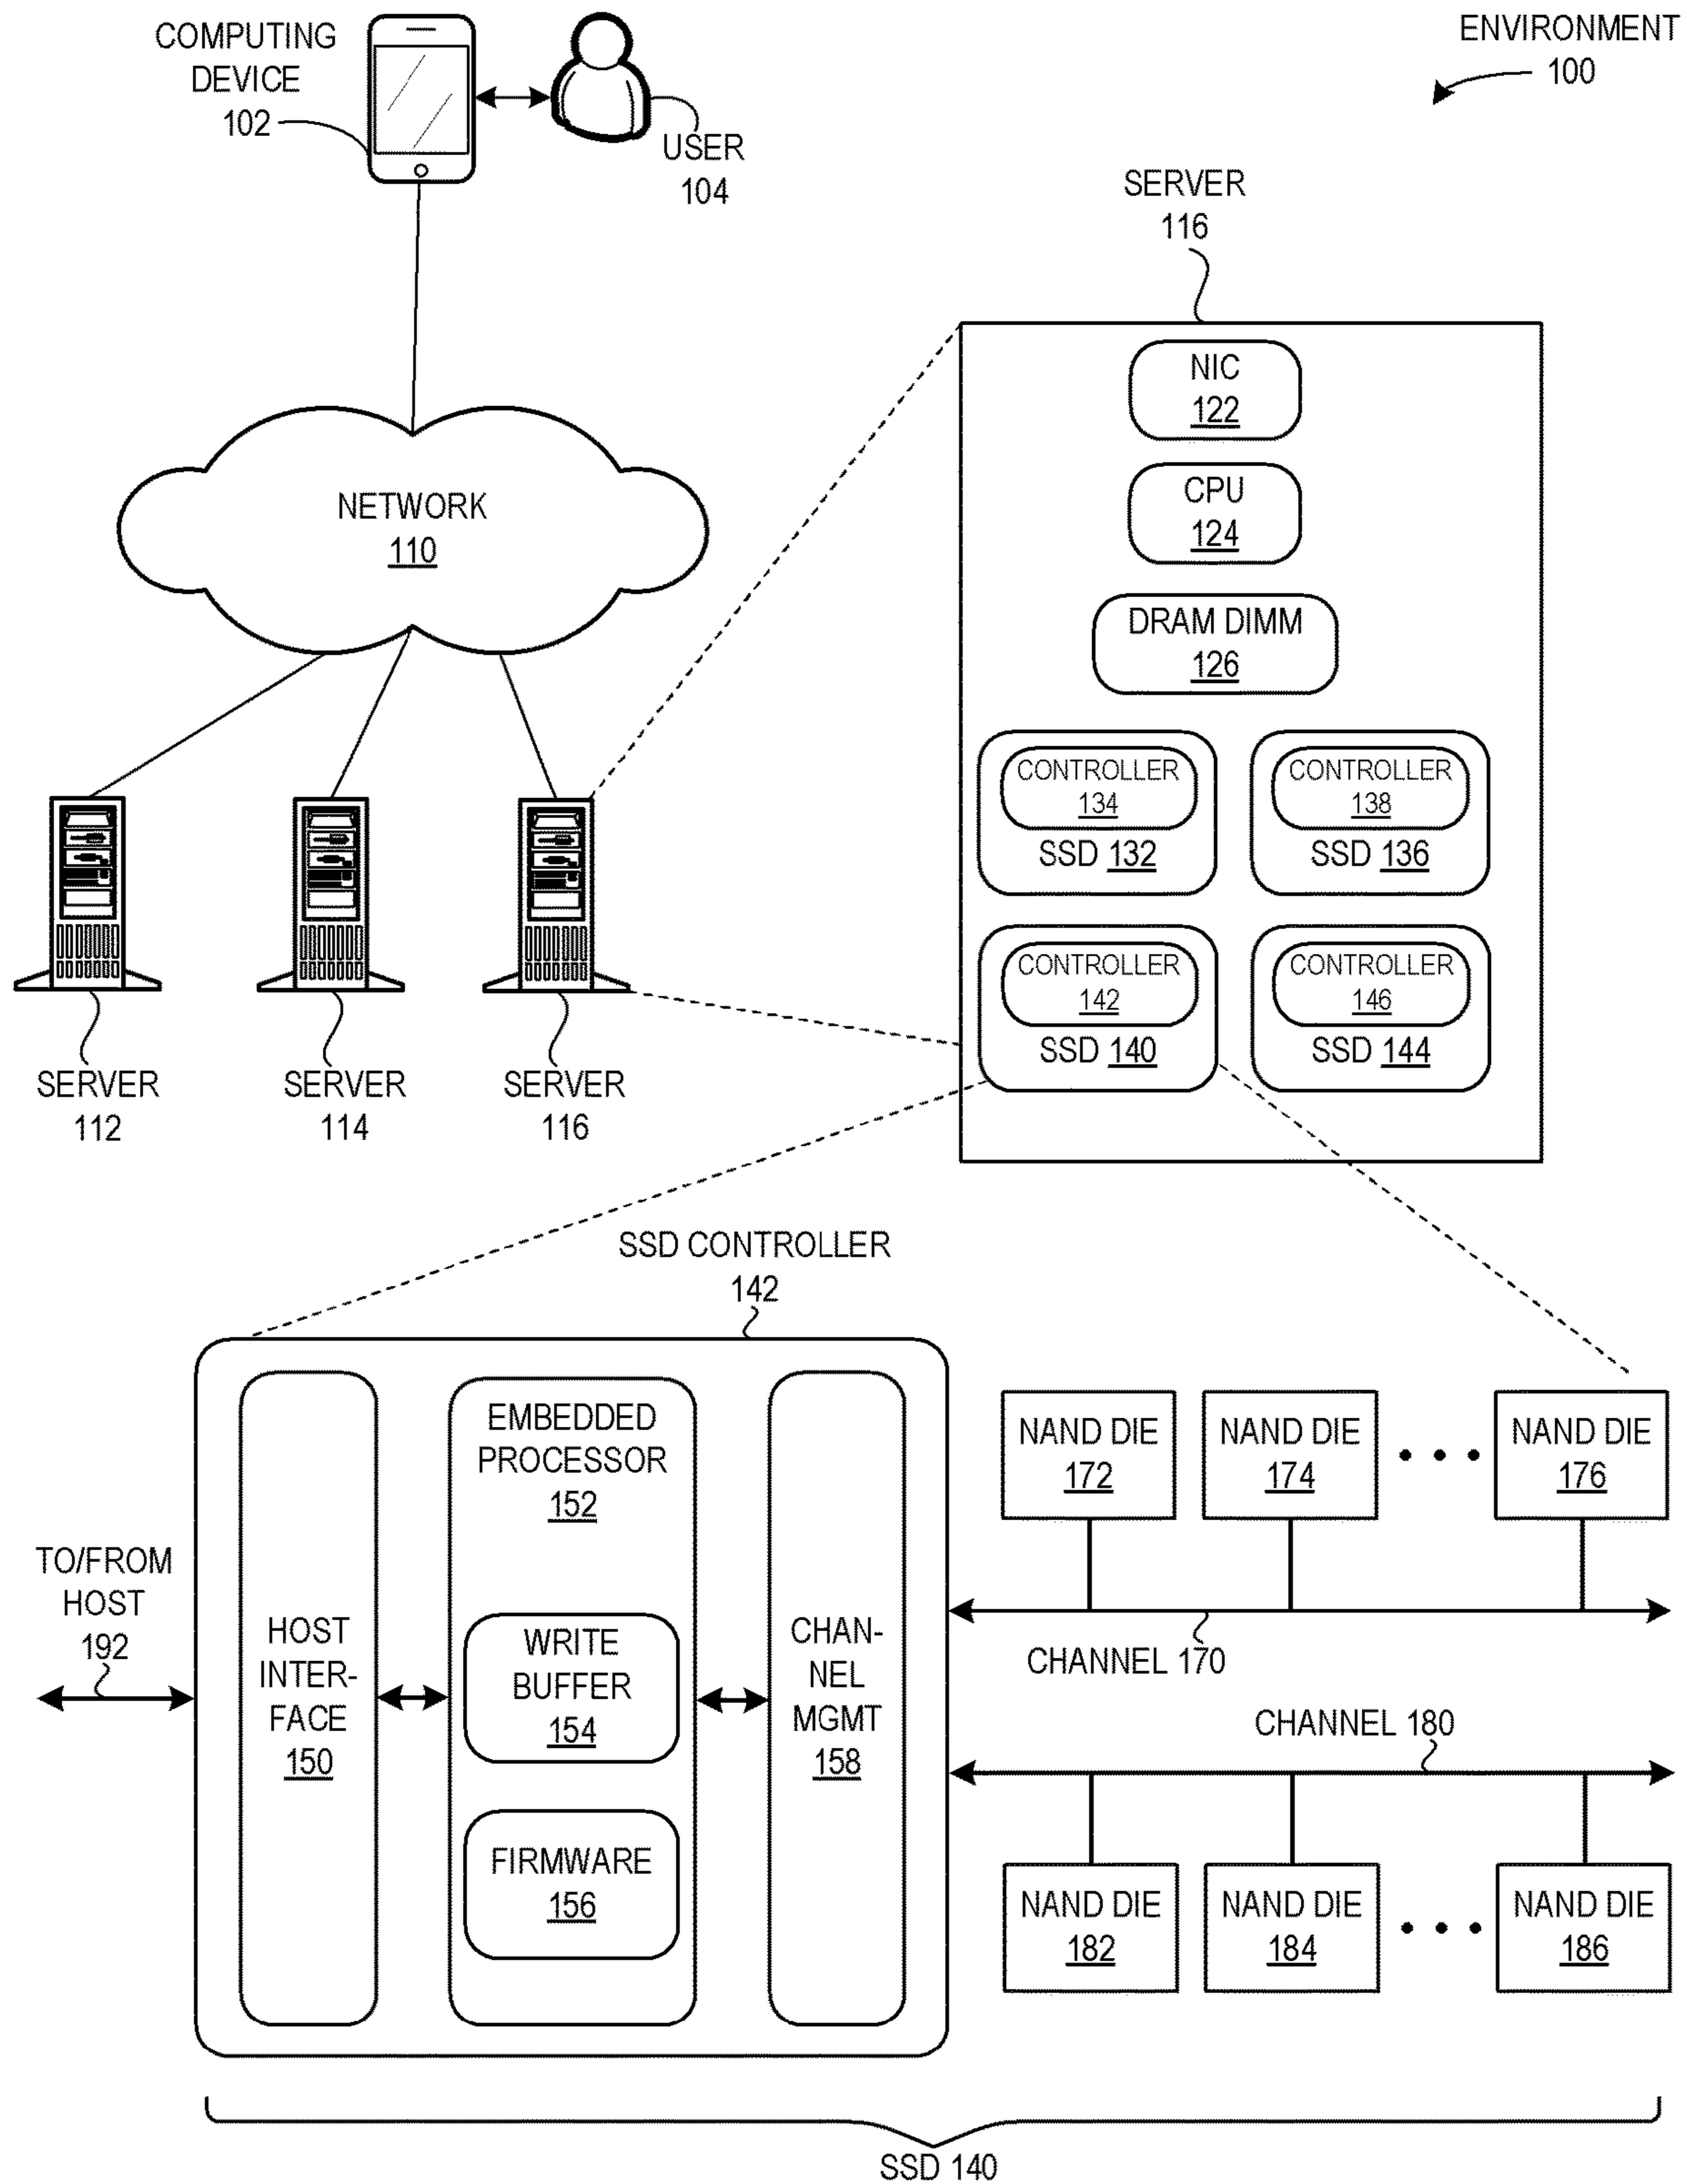 ENVIRONMENT
100
COMPUTING
DEVICE
102
USER
104
SERVER
116
NIC
122
CPU
124
NETWORK
110
DRAM DIMM
126
CONTROLLER
134
SSD 132
CONTROLLER
138
SSD 136
CONTROLLER
142
SSD 140
CONTROLLER
146
SSD 144
SERVER
112
SERVER
114
SERVER
116
SSD CONTROLLER
142
TO/FROM
HOST
192
HOST
INTER-
FACE
150
EMBEDDED
PROCESSOR
152
WRITE
BUFFER
154
FIRMWARE
156
CHAN-
NEL
MGMT
158
NAND DIE
172
NAND DIE
174
NAND DIE
176
CHANNEL 170
CHANNEL 180
NAND DIE
182
NAND DIE
184
NAND DIE
186
SSD 140